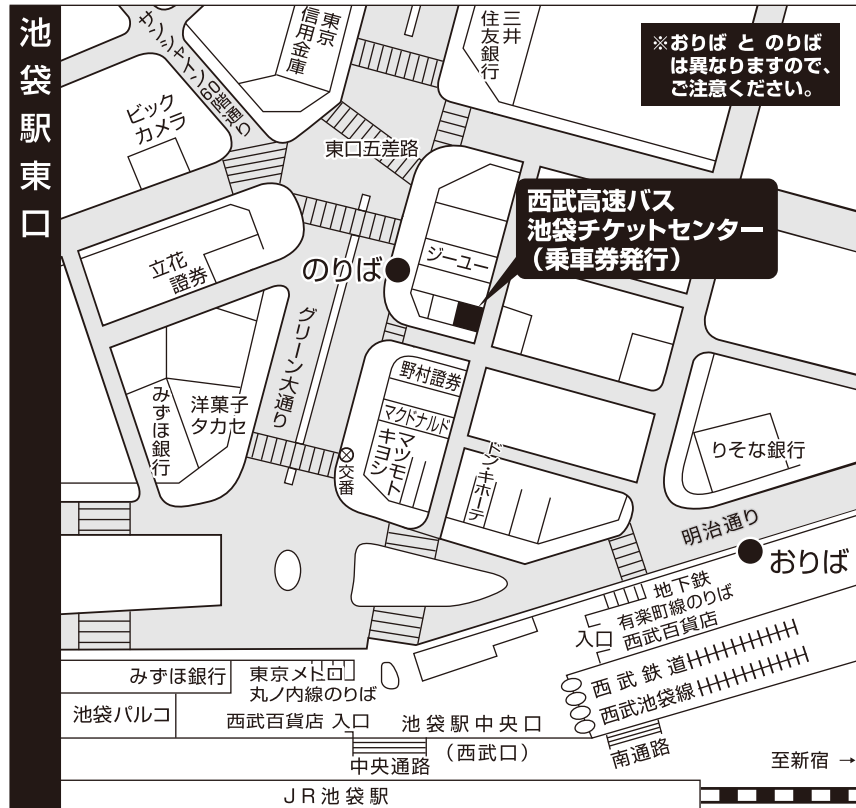 池袋駅東口
サンシャイン60階通り
東京
信用金庫
三井
住友銀行
※おりば と のりば
は異なりますので、
ご注意ください。
ビック
カメラ
東口五差路
西武高速バス
池袋チケットセンター
（乗車券発行）
立花
證券
のりば
ジーユー
グリーン大通り
野村證券
マクドナルド
マツモト
キヨシ
ドン・キホーテ
みずほ銀行
洋菓子
タカセ
交番
りそな銀行
明治通り
おりば
地下鉄
有楽町線のりば
入口
西武百貨店
みずほ銀行
東京メトロ
丸ノ内線のりば
西武鉄道
西武池袋線
池袋パルコ
西武百貨店 入口
池袋駅中央口
（西武口）
中央通路
南通路
至新宿 →
JR池袋駅